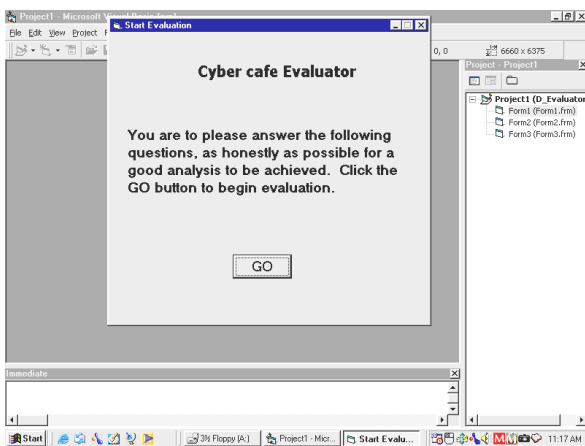 Project1 - Microsoft Visual Basic [run]
Start Evaluation
File Edit View Project
0, 0
6660 x 6375
Cyber cafe Evaluator
You are to please answer the following
questions, as honestly as possible for a
good analysis to be achieved. Click the
GO button to begin evaluation.
GO
Project - Project1
Project1 (D_Evaluator
Form1 (Form1.frm)
Form2 (Form2.frm)
Form3 (Form3.frm)
Immediate
Start
3½ Floppy (A:)
Project1 - Micr...
Start Evalu...
11:17 AM